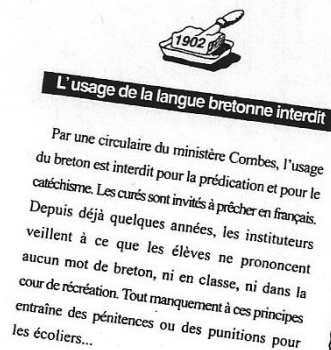 1902
L'usage de la langue bretonne interdit
Par une circulaire du ministère Combes, l'usage
du breton est interdit pour la prédication et pour le
catéchisme. Les curés sont invités à prêcher en français.
Depuis déjà quelques années, les instituteurs
veillent à ce que les élèves ne prononcent
aucun mot de breton, ni en classe, ni dans la
cour de récréation. Tout manquement à ces principes
entraîne des pénitences ou des punitions pour
les écoliers...